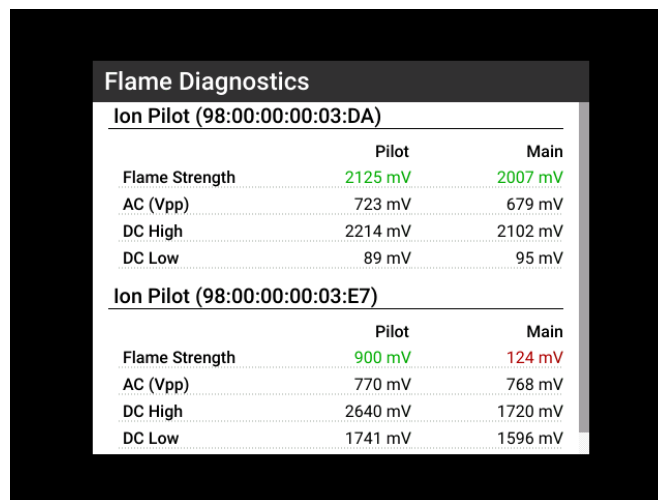 Flame Diagnostics
Ion Pilot (98:00:00:00:03:DA)
Pilot Main
Flame Strength 2125 mV 2007 mV
AC (Vpp) 723 mV 679 mV
DC High 2214 mV 2102 mV
DC Low 89 mV 95 mV
Ion Pilot (98:00:00:00:03:E7)
Pilot Main
Flame Strength 900 mV 124 mV
AC (Vpp) 770 mV 768 mV
DC High 2640 mV 1720 mV
DC Low 1741 mV 1596 mV